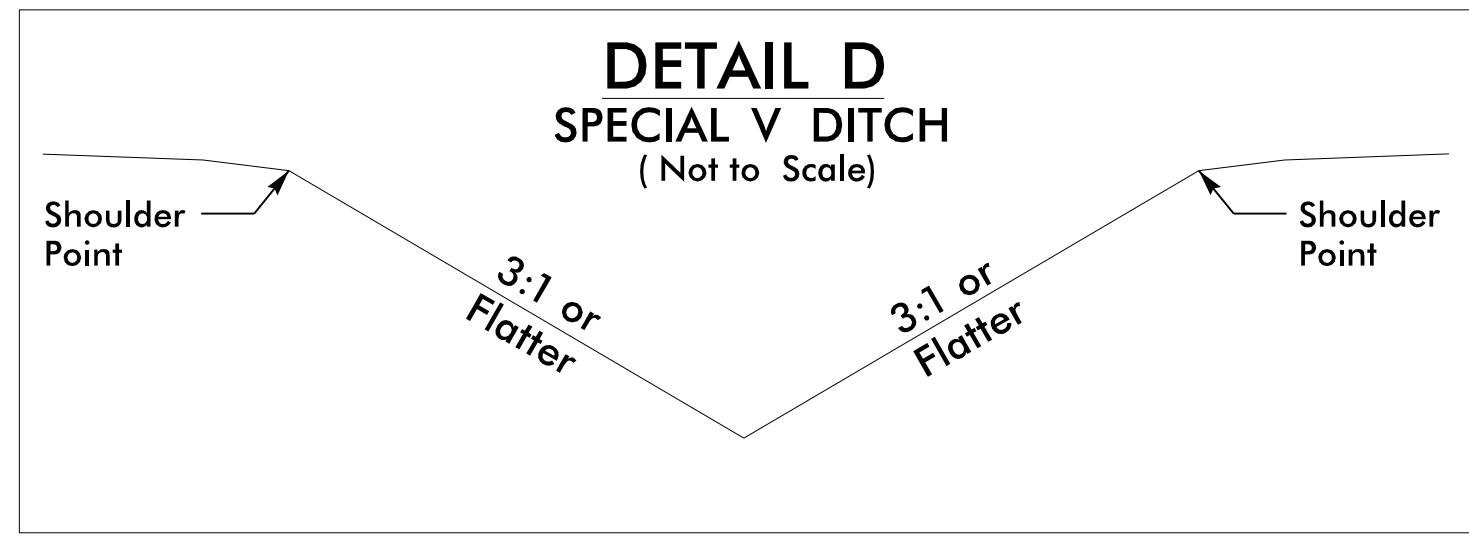 DETAIL D
SPECIAL V DITCH
( Not to Scale)
Shoulder
Point
3:1 or
Flatter
3:1 or
Flatter
Shoulder
Point